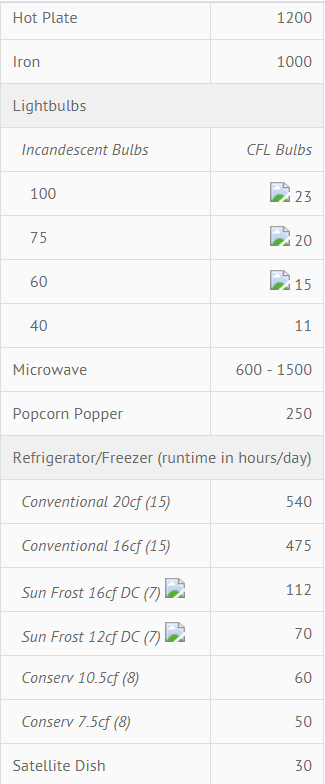 Hot Plate 1200
Iron 1000
Lightbulbs
Incandescent Bulbs CFL Bulbs
100 23
75 20
60 15
40 11
Microwave 600 - 1500
Popcorn Popper 250
Refrigerator/Freezer (runtime in hours/day)
Conventional 20cf (15) 540
Conventional 16cf (15) 475
Sun Frost 16cf DC (7) 112
Sun Frost 12cf DC (7) 70
Conserv 10.5cf (8) 60
Conserv 7.5cf (8) 50
Satellite Dish 30